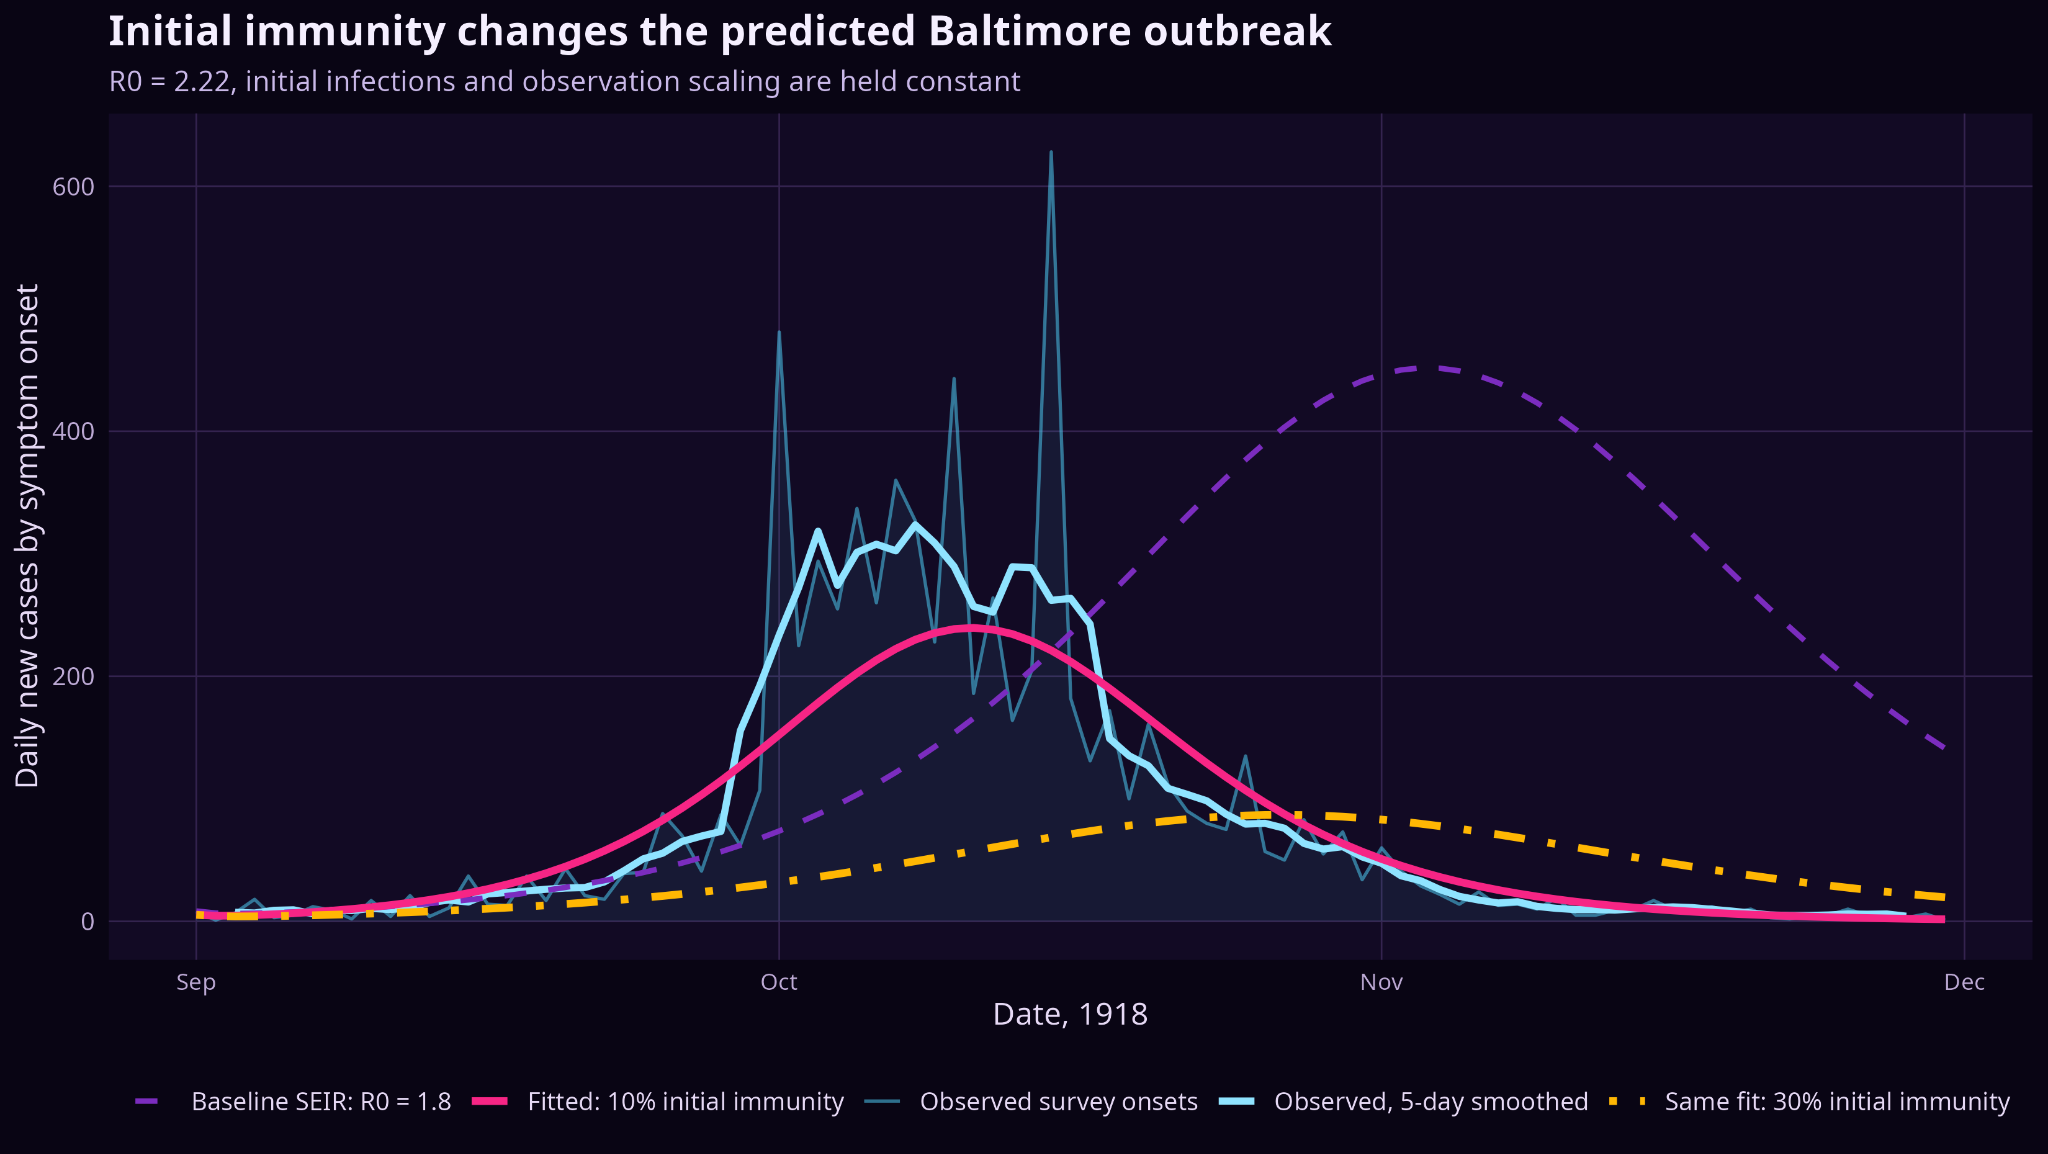 Initial immunity changes the predicted Baltimore outbreak
R0 = 2.22, initial infections and observation scaling are held constant
Daily new cases by symptom onset
600
400
200
0
Sep
Oct
Nov
Dec
Date, 1918
Baseline SEIR: R0 = 1.8
Fitted: 10% initial immunity
Observed survey onsets
Observed, 5-day smoothed
Same fit: 30% initial immunity